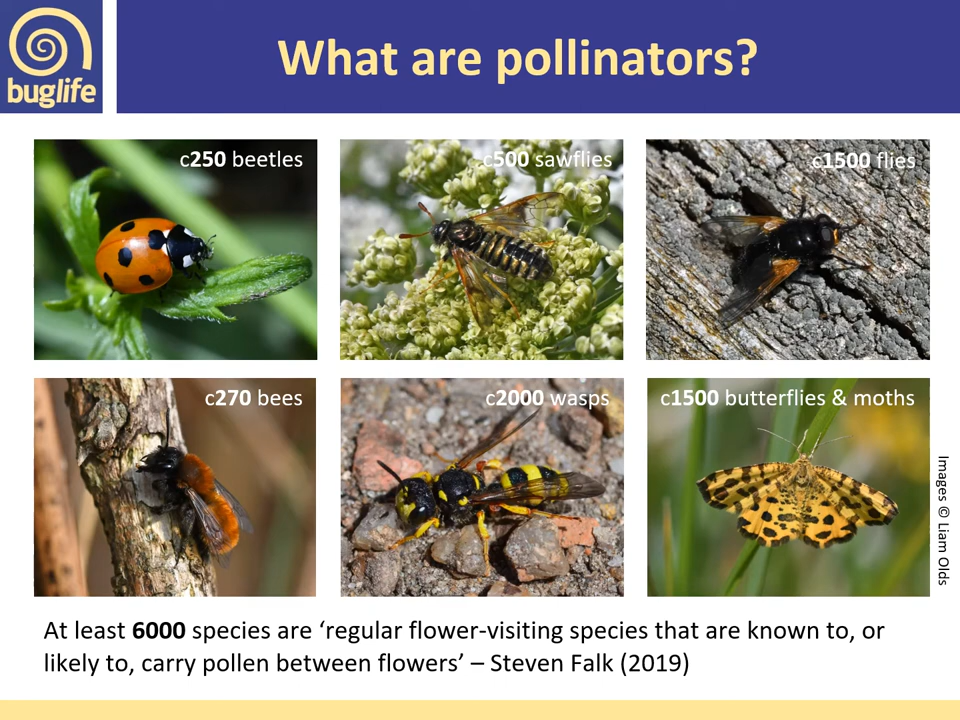 buglife
What are pollinators?
c250 beetles
c500 sawflies
c1500 flies
c270 bees
c2000 wasps
c1500 butterflies & moths
Images © Liam Olds
At least 6000 species are ‘regular flower-visiting species that are known to, or
likely to, carry pollen between flowers’ – Steven Falk (2019)